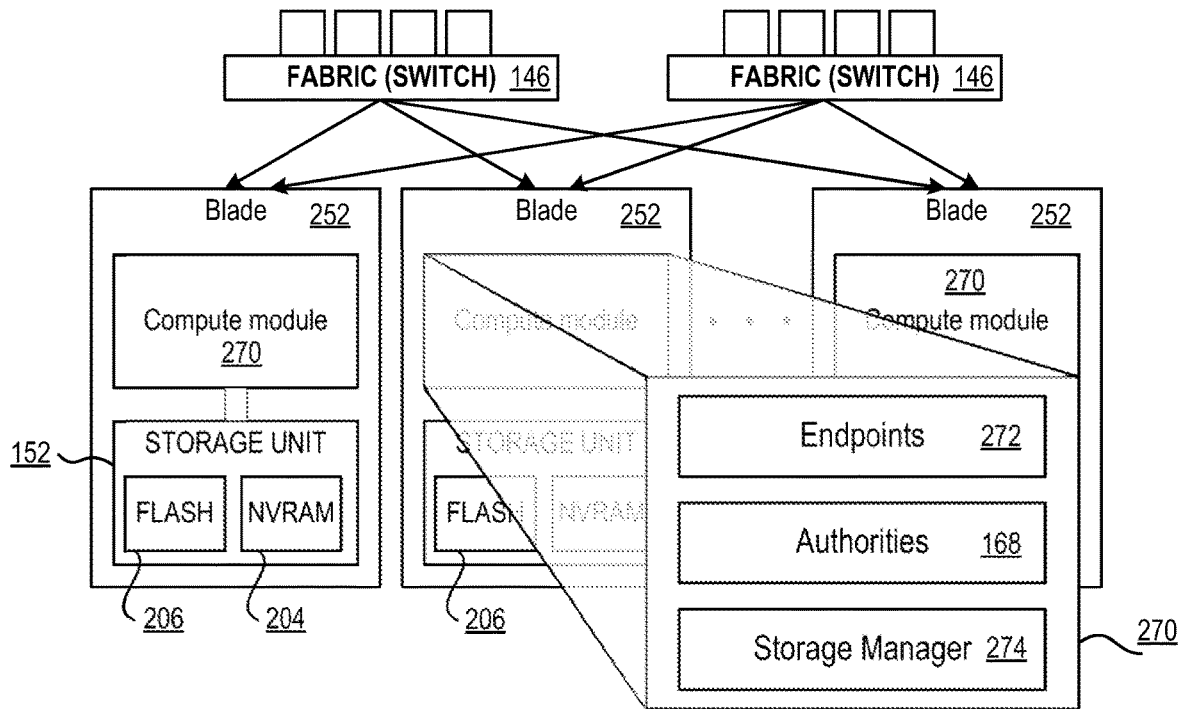 FABRIC (SWITCH) 146
FABRIC (SWITCH) 146
Blade 252
Blade 252
Blade 252
Compute module
270
Compute module
270
Compute module
152
STORAGE UNIT
STORAGE UNIT
FLASH
NVRAM
FLASH
NVRAM
206
204
206
Endpoints 272
Authorities 168
Storage Manager 274
270